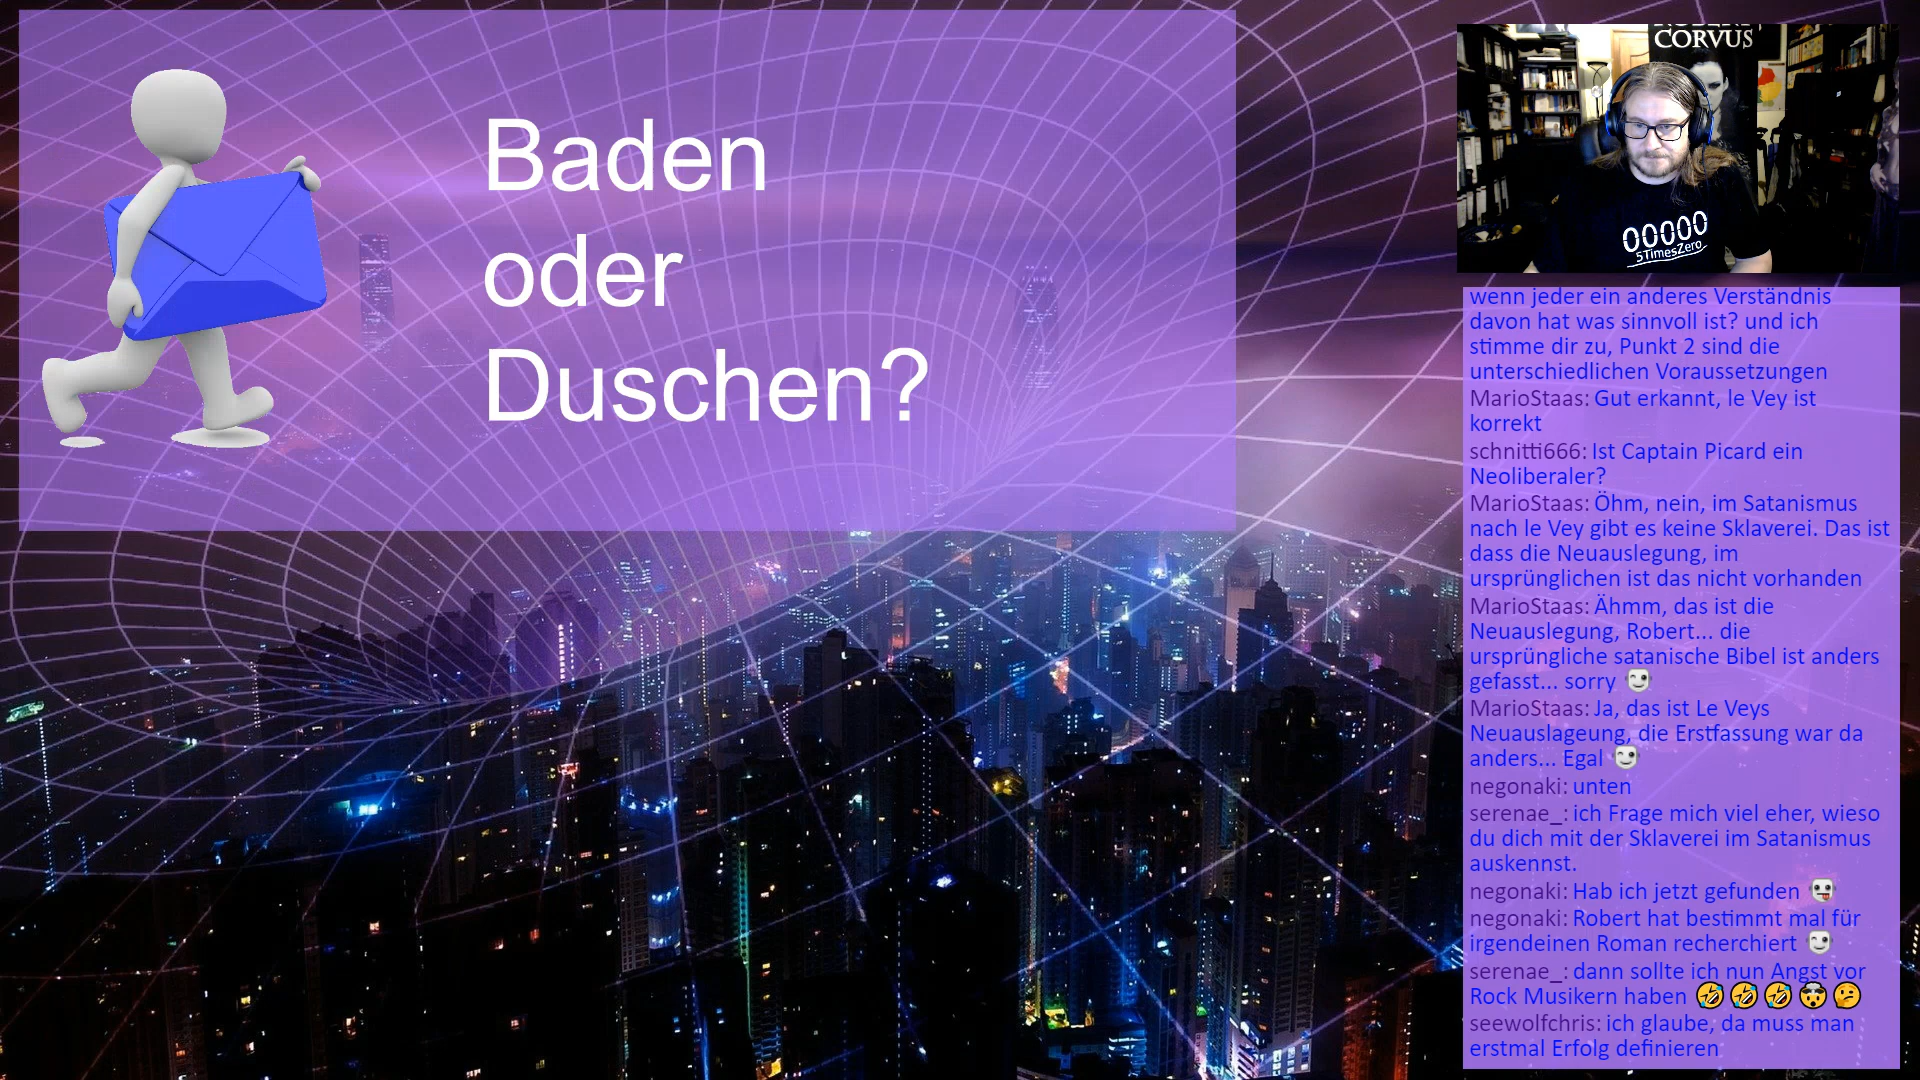 Baden
oder
Duschen?
CORVUS
00000
5TimesZero
wenn jeder ein anderes Verständnis
davon hat was sinnvoll ist? und ich
stimme dir zu, Punkt 2 sind die
unterschiedlichen Voraussetzungen
MarioStaas: Gut erkannt, le Vey ist
korrekt
schnitti666: Ist Captain Picard ein
Neoliberaler?
MarioStaas: Öhm, nein, im Satanismus
nach le Vey gibt es keine Sklaverei. Das ist
dass die Neuauslegung, im
ursprünglichen ist das nicht vorhanden
MarioStaas: Ähmm, das ist die
Neuauslegung, Robert... die
ursprüngliche satanische Bibel ist anders
gefasst... sorry
MarioStaas: Ja, das ist Le Veys
Neuauslageung, die Erstfassung war da
anders... Egal
negonaki: unten
serenae_: ich Frage mich viel eher, wieso
du dich mit der Sklaverei im Satanismus
auskennst.
negonaki: Hab ich jetzt gefunden
negonaki: Robert hat bestimmt mal für
irgendeinen Roman recherchiert
serenae_: dann sollte ich nun Angst vor
Rock Musikern haben
seewolfchris: ich glaube, da muss man
erstmal Erfolg definieren